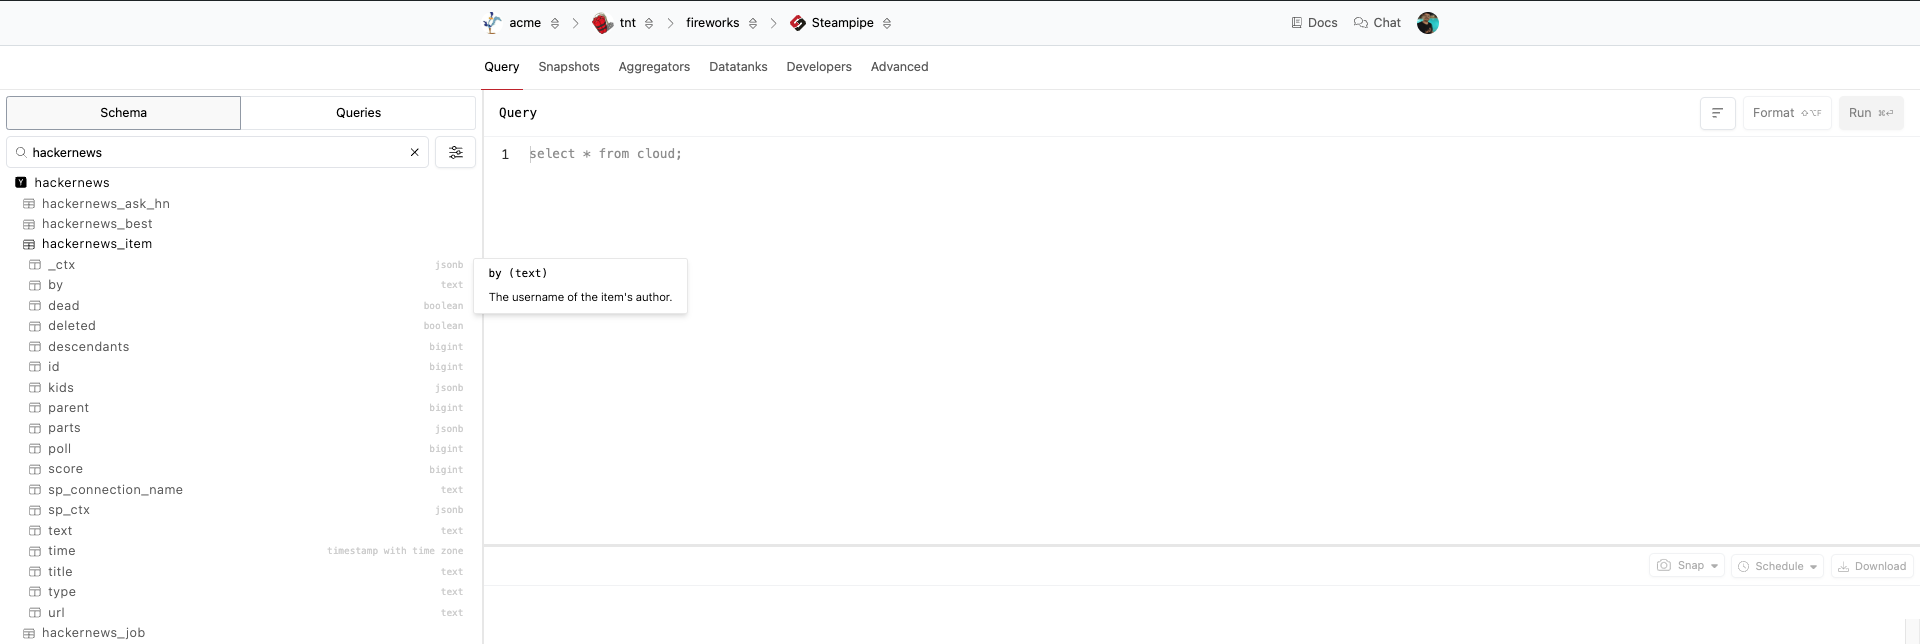 acme tnt fireworks Steampipe Docs Chat
Query Snapshots Aggregators Datatanks Developers Advanced
Schema Queries
hackernews
hackernews
hackernews_ask_hn
hackernews_best
hackernews_item
_ctx jsonb
by text
dead boolean
deleted boolean
descendants bigint
id bigint
kids jsonb
parent bigint
parts jsonb
poll bigint
score bigint
sp_connection_name text
sp_ctx jsonb
text text
time timestamp with time zone
title text
type text
url text
hackernews_job
by (text)
The username of the item's author.
Query Format ⇧⌥F Run ⌘⏎
1 select * from cloud;
Snap Schedule Download